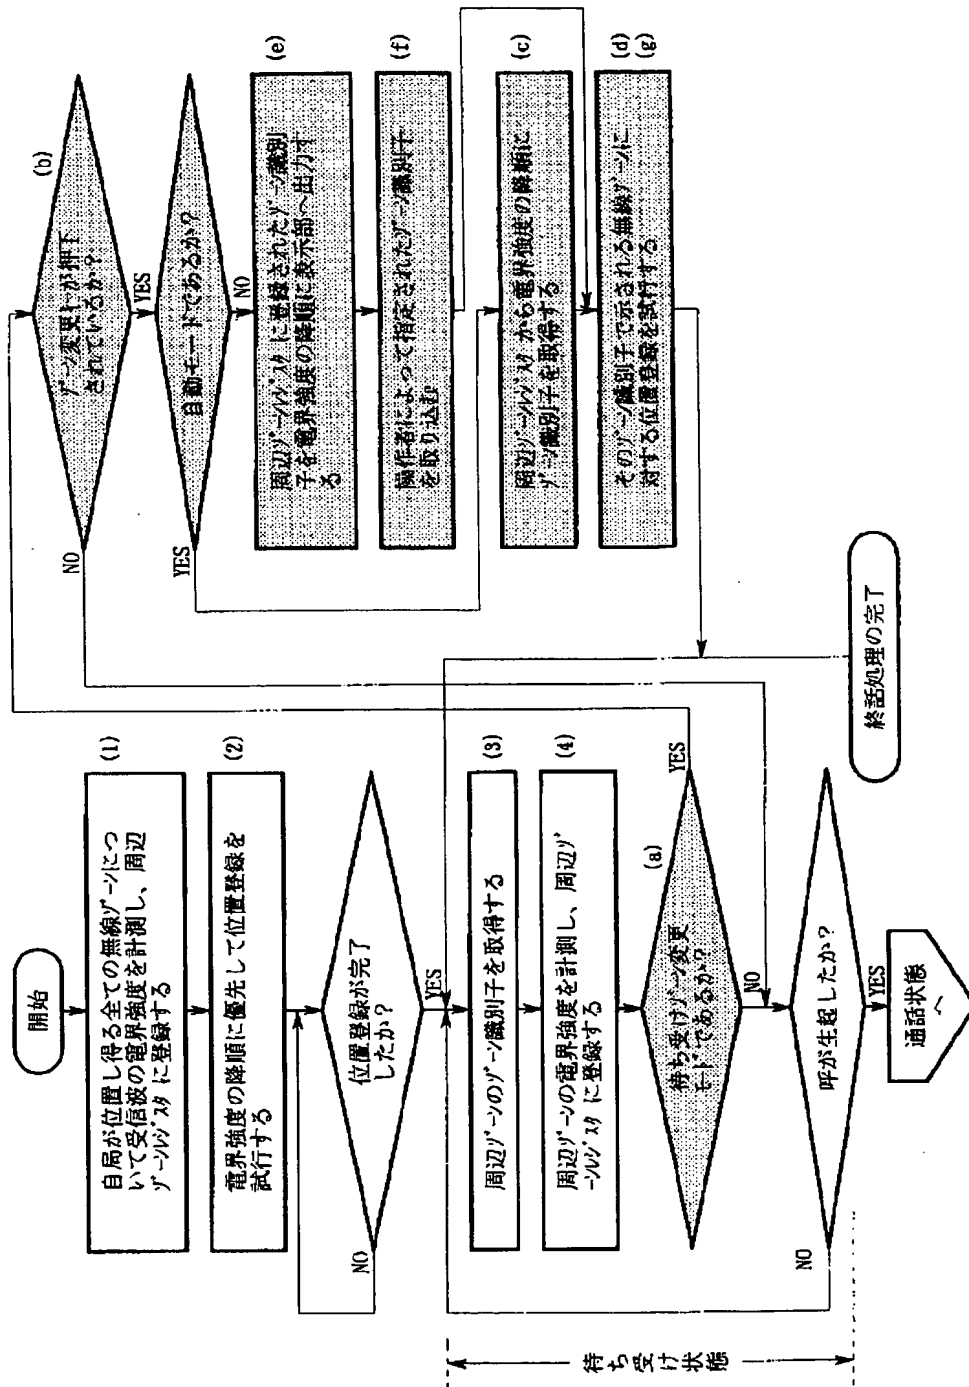 開始
(1)
自局が位置し得る全ての無線ｿﾞｰﾝにつ
いて受信波の電界強度を計測し、周辺
ｿﾞｰﾝﾚｼﾞｽﾀ に登録する
(2)
電界強度の降順に優先して位置登録を
試行する
位置登録が完了
したか?
NO
YES
(3)
周辺ｿﾞｰﾝのｿﾞｰﾝ識別子を取得する
(4)
周辺ｿﾞｰﾝの電界強度を計測し、周辺ｿﾞ
ｰﾝﾚｼﾞｽﾀ に登録する
(a)
待ち受けｿﾞｰﾝ変更
ﾓｰﾄﾞであるか?
YES
NO
呼が生起したか?
NO
YES
通話状態
へ
待ち受け状態
終話処理の完了
(b)
ｿﾞｰﾝ変更ｷｰが押下
されているか?
NO
YES
自動モードであるか?
YES
NO
(e)
周辺ｿﾞｰﾝﾚｼﾞｽﾀ に登録されたｿﾞｰﾝ識別
子を電界強度の降順に表示部へ出力す
る
(f)
操作者によって指定されたｿﾞｰﾝ識別子
を取り込む
(c)
周辺ｿﾞｰﾝﾚｼﾞｽﾀ から電界強度の降順に
ｿﾞｰﾝ識別子を取得する
(d)
(g)
そのｿﾞｰﾝ識別子で示される無線ｿﾞｰﾝに
対する位置登録を試行する